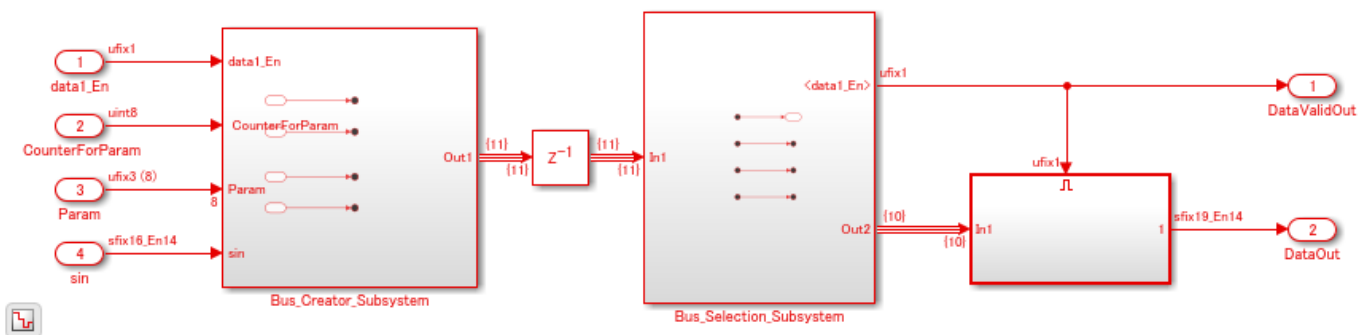 1
ufix1
data1_En
data1_En
2
uint8
CounterForParam
CounterForParam
3
ufix3 (8)
8
Param
Param
4
sfix16_En14
sin
sin
Out1
Bus_Creator_Subsystem
{11}
{11}
Z⁻¹
{11}
{11}
In1
<data1_En>
Out2
Bus_Selection_Subsystem
ufix1
ufix1
{10}
{10}
In1
1
sfix19_En14
1
DataValidOut
2
DataOut